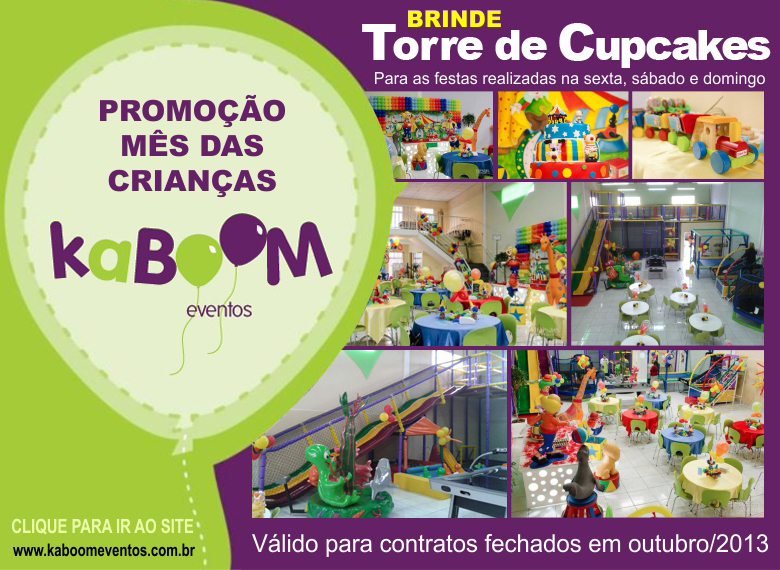 PROMOÇÃO
MÊS DAS
CRIANÇAS
kaBOOM
eventos
CLIQUE PARA IR AO SITE
www.kaboomeventos.com.br
BRINDE
Torre de Cupcakes
Para as festas realizadas na sexta, sábado e domingo
Válido para contratos fechados em outubro/2013